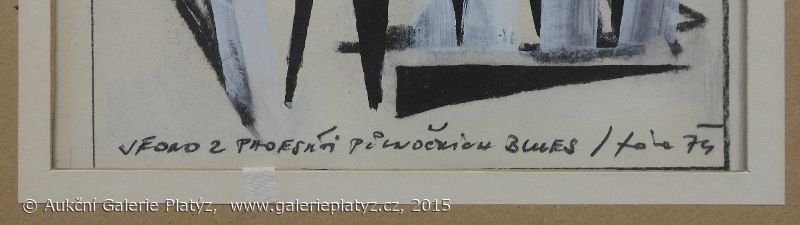 JEDNO Z PADESÁTI PŮLNOČNÍCH BLUES /
© Aukční Galerie Platýz, www.galerieplatyz.cz, 2015